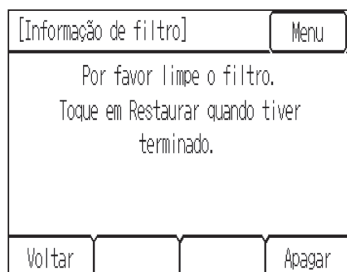 [Informação de filtro]
Menu
Por favor limpe o filtro.
Toque em Restaurar quando tiver
terminado.
Voltar
Apagar